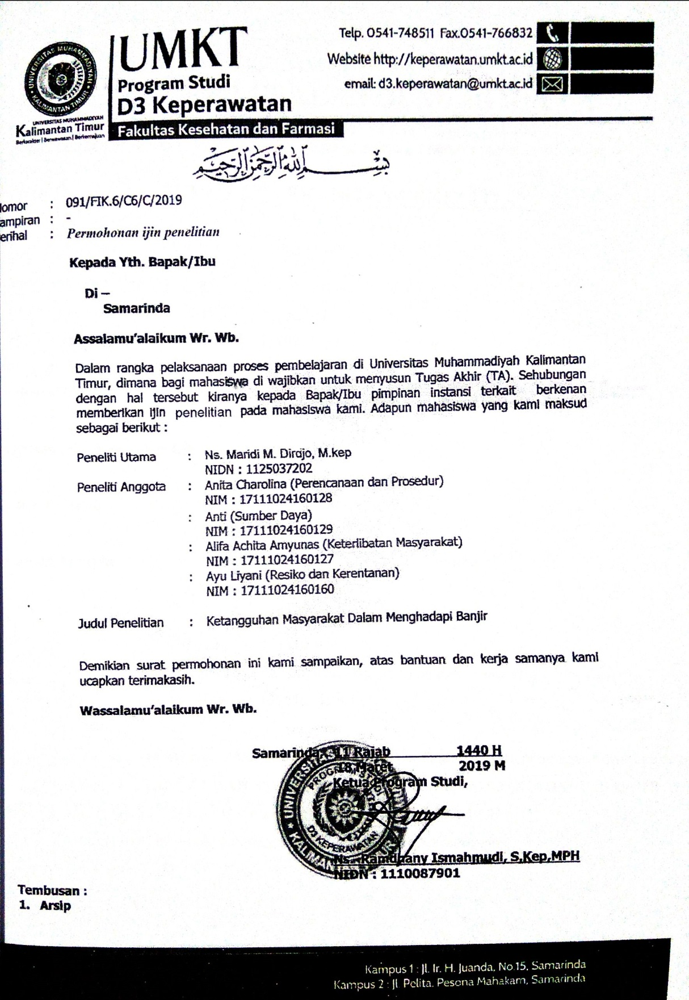 UMKT
Program Studi
D3 Keperawatan
Fakultas Kesehatan dan Farmasi
UNIVERSITAS MUHAMMADIYAH KALIMANTAN TIMUR
UNIVERSITAS MUHAMMADIYAH
Kalimantan Timur
Berkarakter | Berwawasan | Berkemajuan
Telp. 0541-748511 Fax.0541-766832
Website http://keperawatan.umkt.ac.id
email: d3.keperawatan@umkt.ac.id
بسم الله الرحمن الرحيم
Nomor : 091/FIK.6/C6/C/2019
ampiran : -
erihal : Permohonan ijin penelitian
Kepada Yth. Bapak/Ibu
Di –
Samarinda
Assalamu'alaikum Wr. Wb.
Dalam rangka pelaksanaan proses pembelajaran di Universitas Muhammadiyah Kalimantan
Timur, dimana bagi mahasiswa di wajibkan untuk menyusun Tugas Akhir (TA). Sehubungan
dengan hal tersebut kiranya kepada Bapak/Ibu pimpinan instansi terkait berkenan
memberikan ijin penelitian pada mahasiswa kami. Adapun mahasiswa yang kami maksud
sebagai berikut :
Peneliti Utama : Ns. Maridi M. Dirdjo, M.kep
NIDN : 1125037202
Peneliti Anggota : Anita Charolina (Perencanaan dan Prosedur)
NIM : 17111024160128
: Anti (Sumber Daya)
NIM : 17111024160129
: Alifa Achita Amyunas (Keterlibatan Masyarakat)
NIM : 17111024160127
: Ayu Liyani (Resiko dan Kerentanan)
NIM : 17111024160160
Judul Penelitian : Ketangguhan Masyarakat Dalam Menghadapi Banjir
Demikian surat permohonan ini kami sampaikan, atas bantuan dan kerja samanya kami
ucapkan terimakasih.
Wassalamu'alaikum Wr. Wb.
Samarinda, 11 Rajab 1440 H
18 Maret 2019 M
Ketua Program Studi,
UNIVERSITAS
PROGRAM STUDI
D3 KEPERAWATAN
Ns. Ramdhany Ismahmudi, S.Kep,MPH
NIDN : 1110087901
Tembusan :
1. Arsip
Kampus 1 : Jl. Ir. H. Juanda, No.15, Samarinda
Kampus 2 : Jl. Pelita, Pesona Mahakam, Samarinda